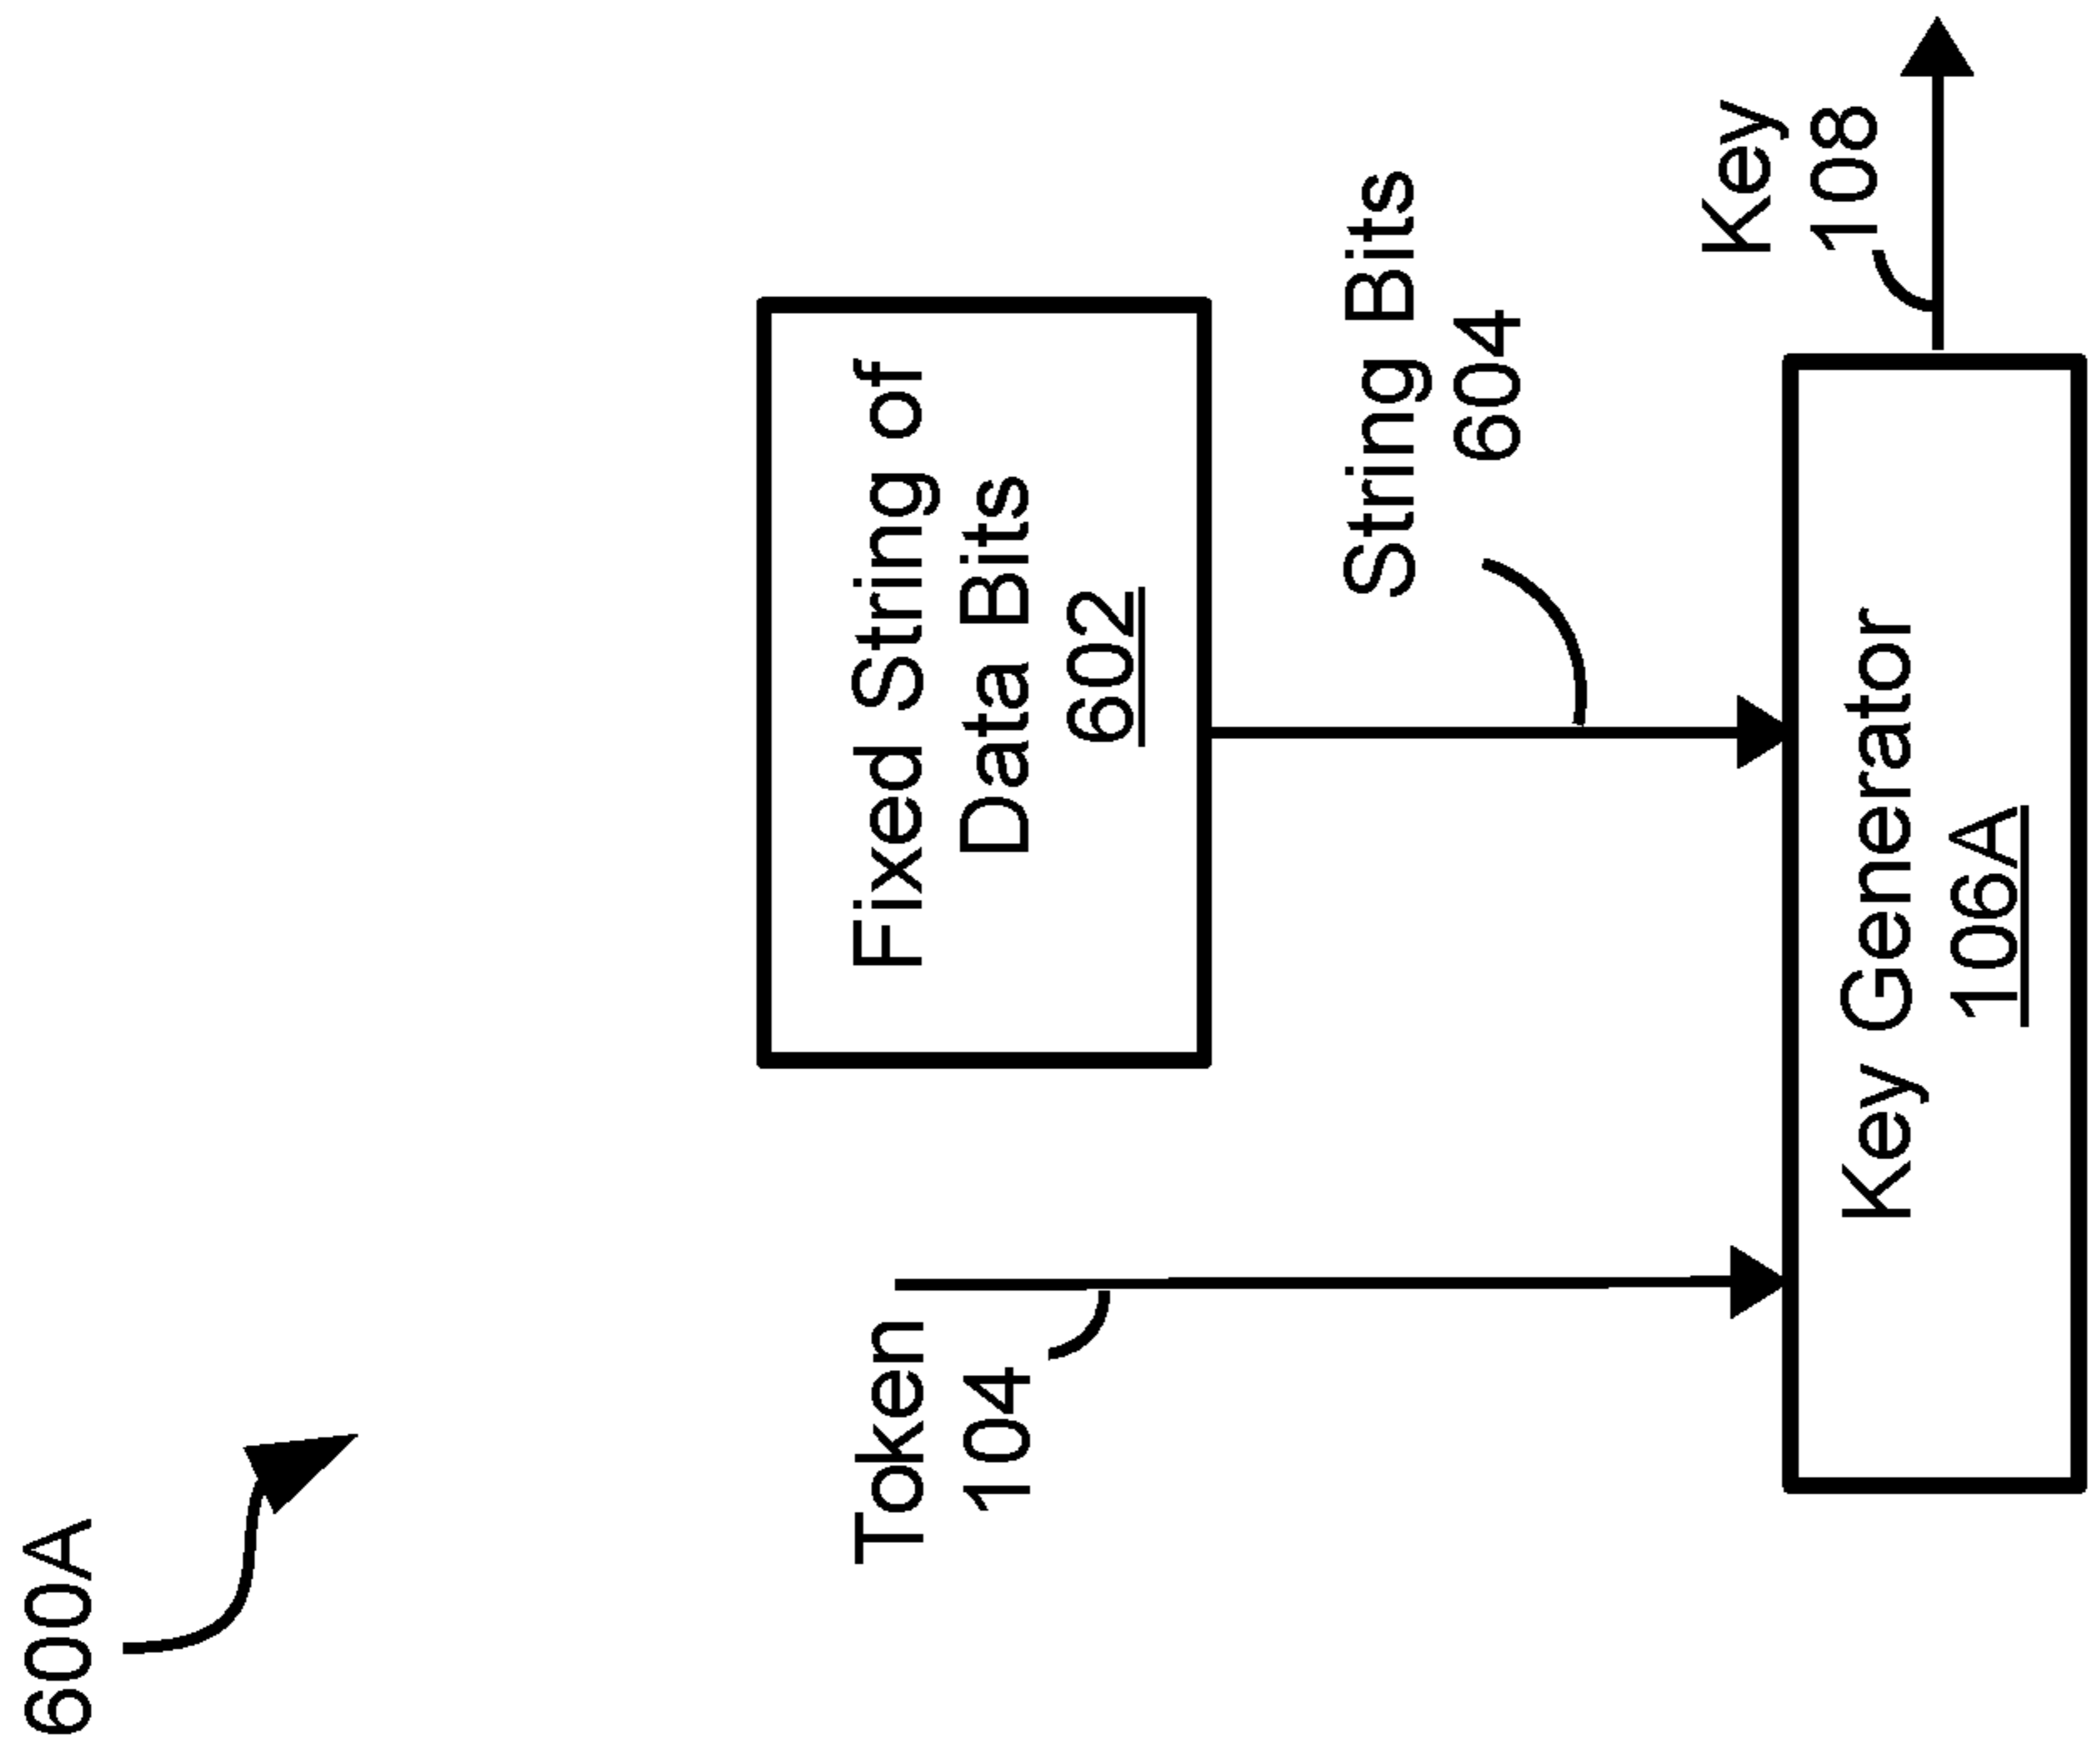 600A
Token
104
Fixed String of
Data Bits
602
String Bits
604
Key Generator
106A
Key
108